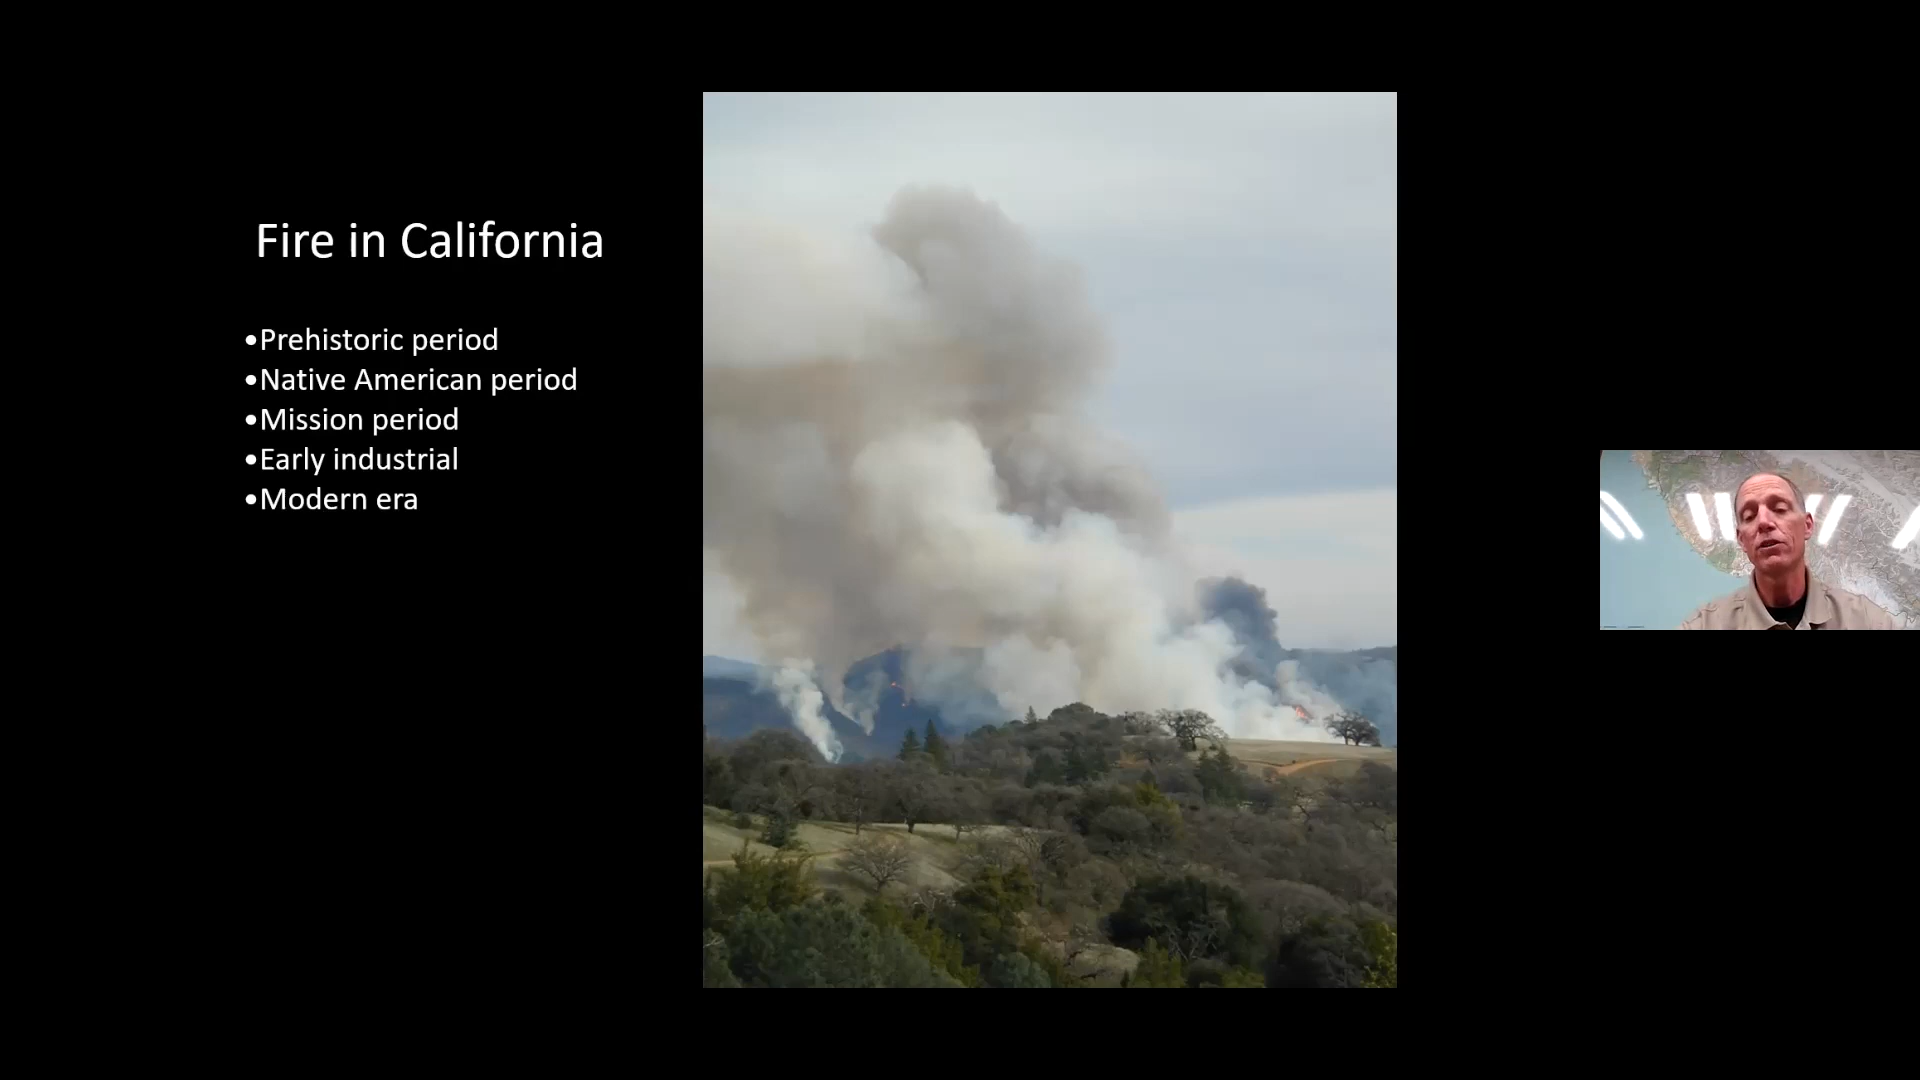 Fire in California
•Prehistoric period
•Native American period
•Mission period
•Early industrial
•Modern era